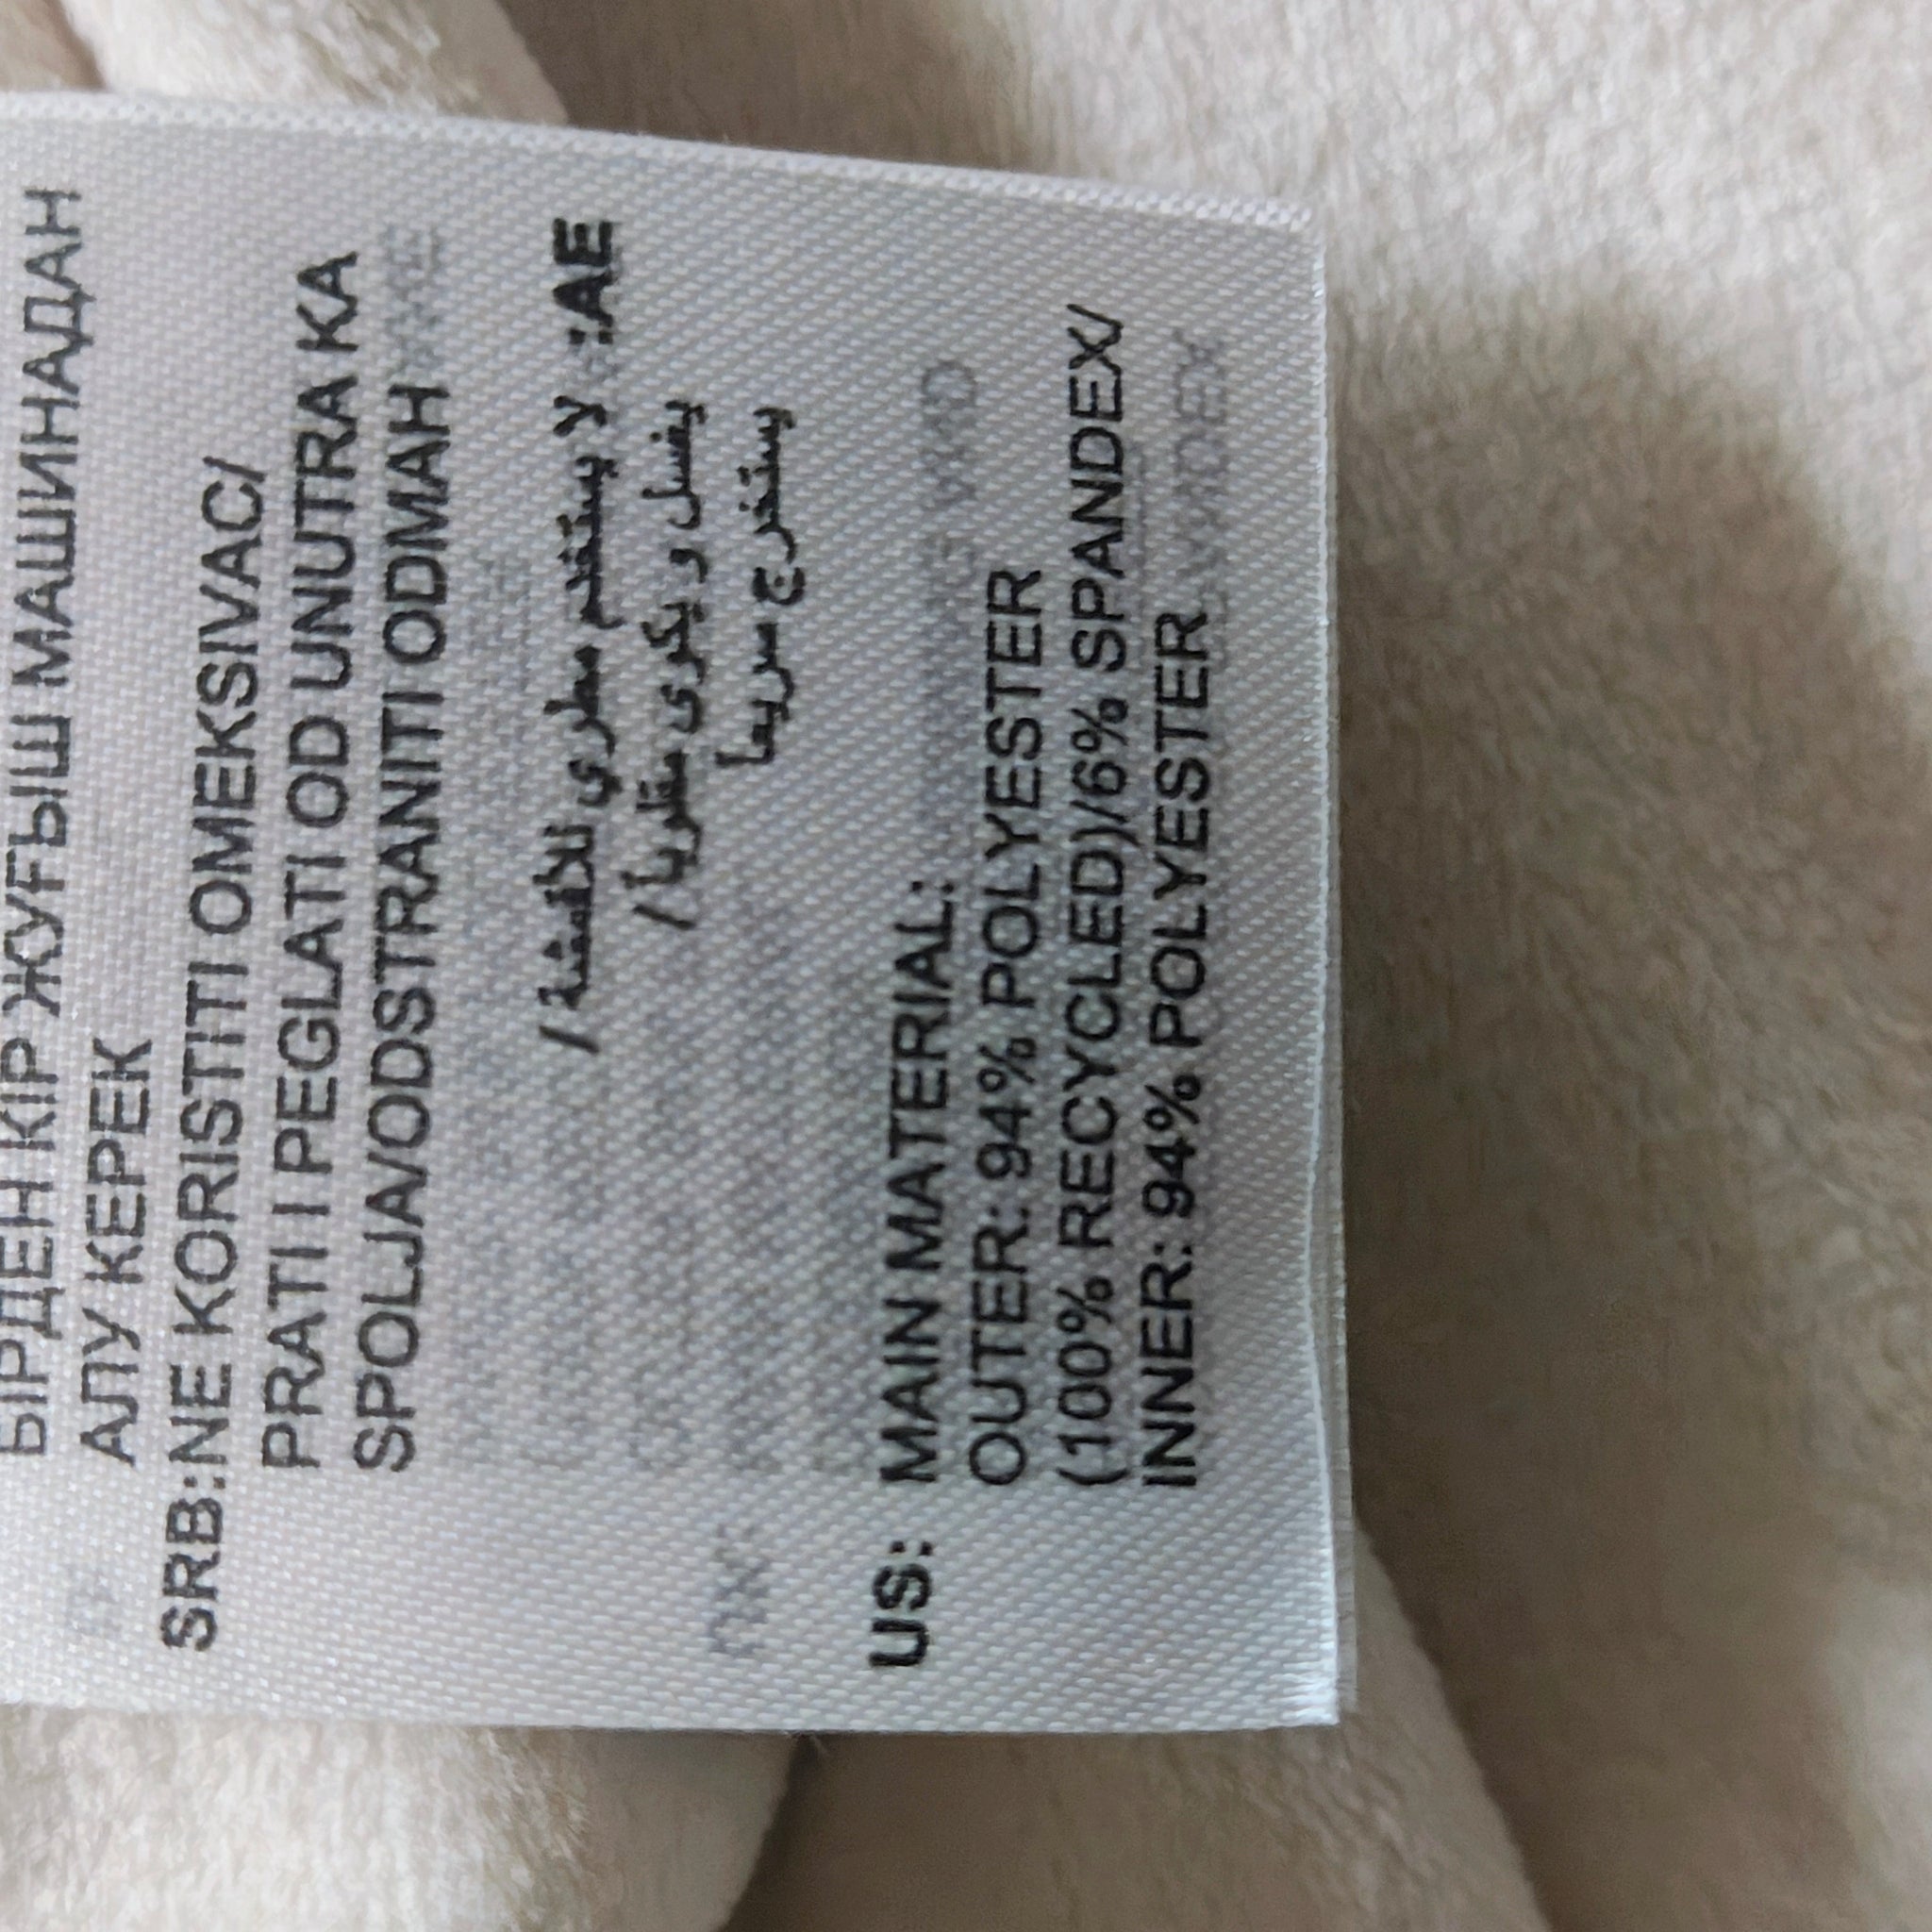 БІРДЕН КІР ЖУҒЫШ МАШИНАДАН
АЛУ КЕРЕК
SRB:NE KORISTITI OMEKSIVAC/
PRATI I PEGLATI OD UNUTRA KA
SPOLJA/ODSTRANITI ODMAH
AE: لا يستخدم مطري للأقمشة /
يغسل و يكوى مقلوباً /
يستخرج سريعاً
US: MAIN MATERIAL:
OUTER: 94% POLYESTER
(100% RECYCLED)/6% SPANDEX/
INNER: 94% POLYESTER